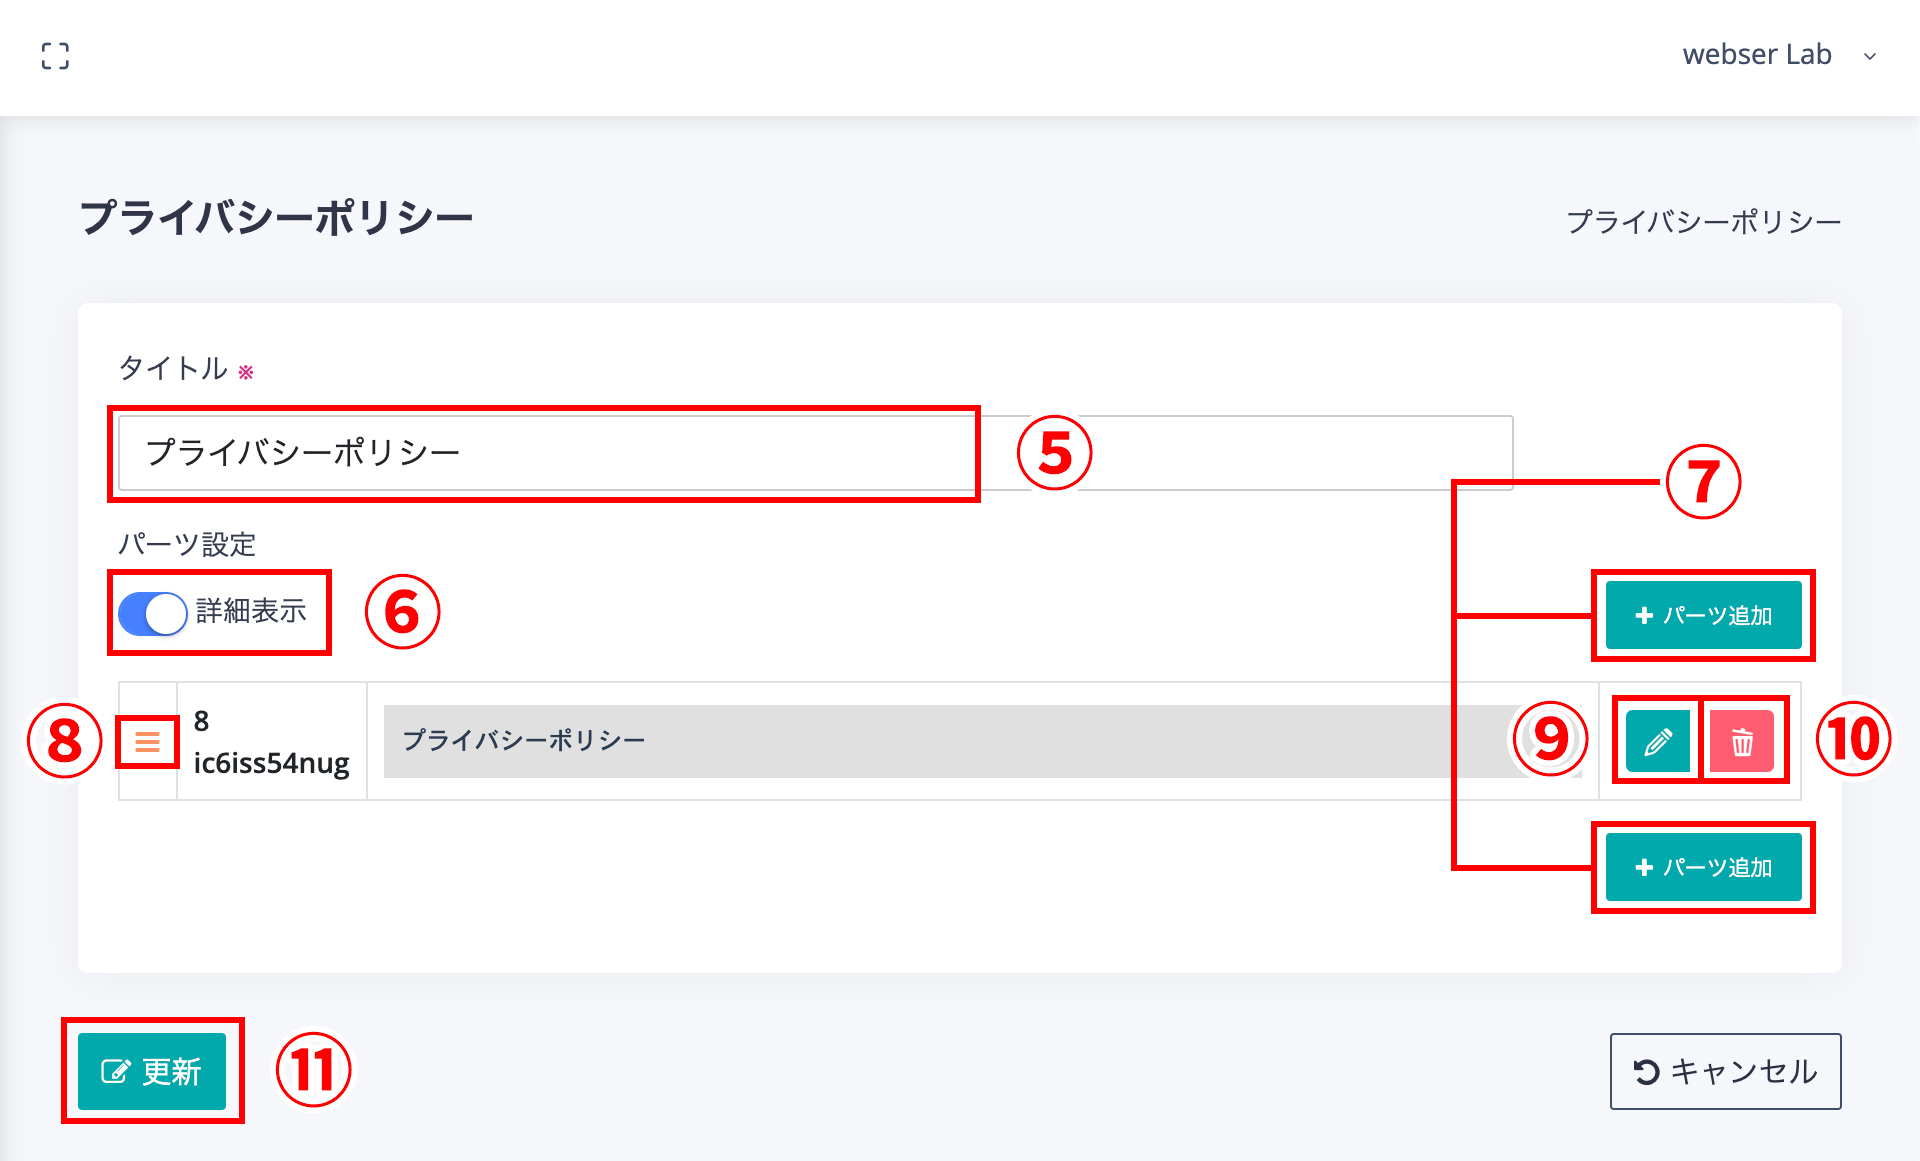 webser Lab
プライバシーポリシー
プライバシーポリシー
タイトル ※
プライバシーポリシー
⑤
⑦
パーツ設定
詳細表示
⑥
+ パーツ追加
⑧
8
ic6iss54nug
プライバシーポリシー
⑨
⑩
+ パーツ追加
更新
⑪
キャンセル